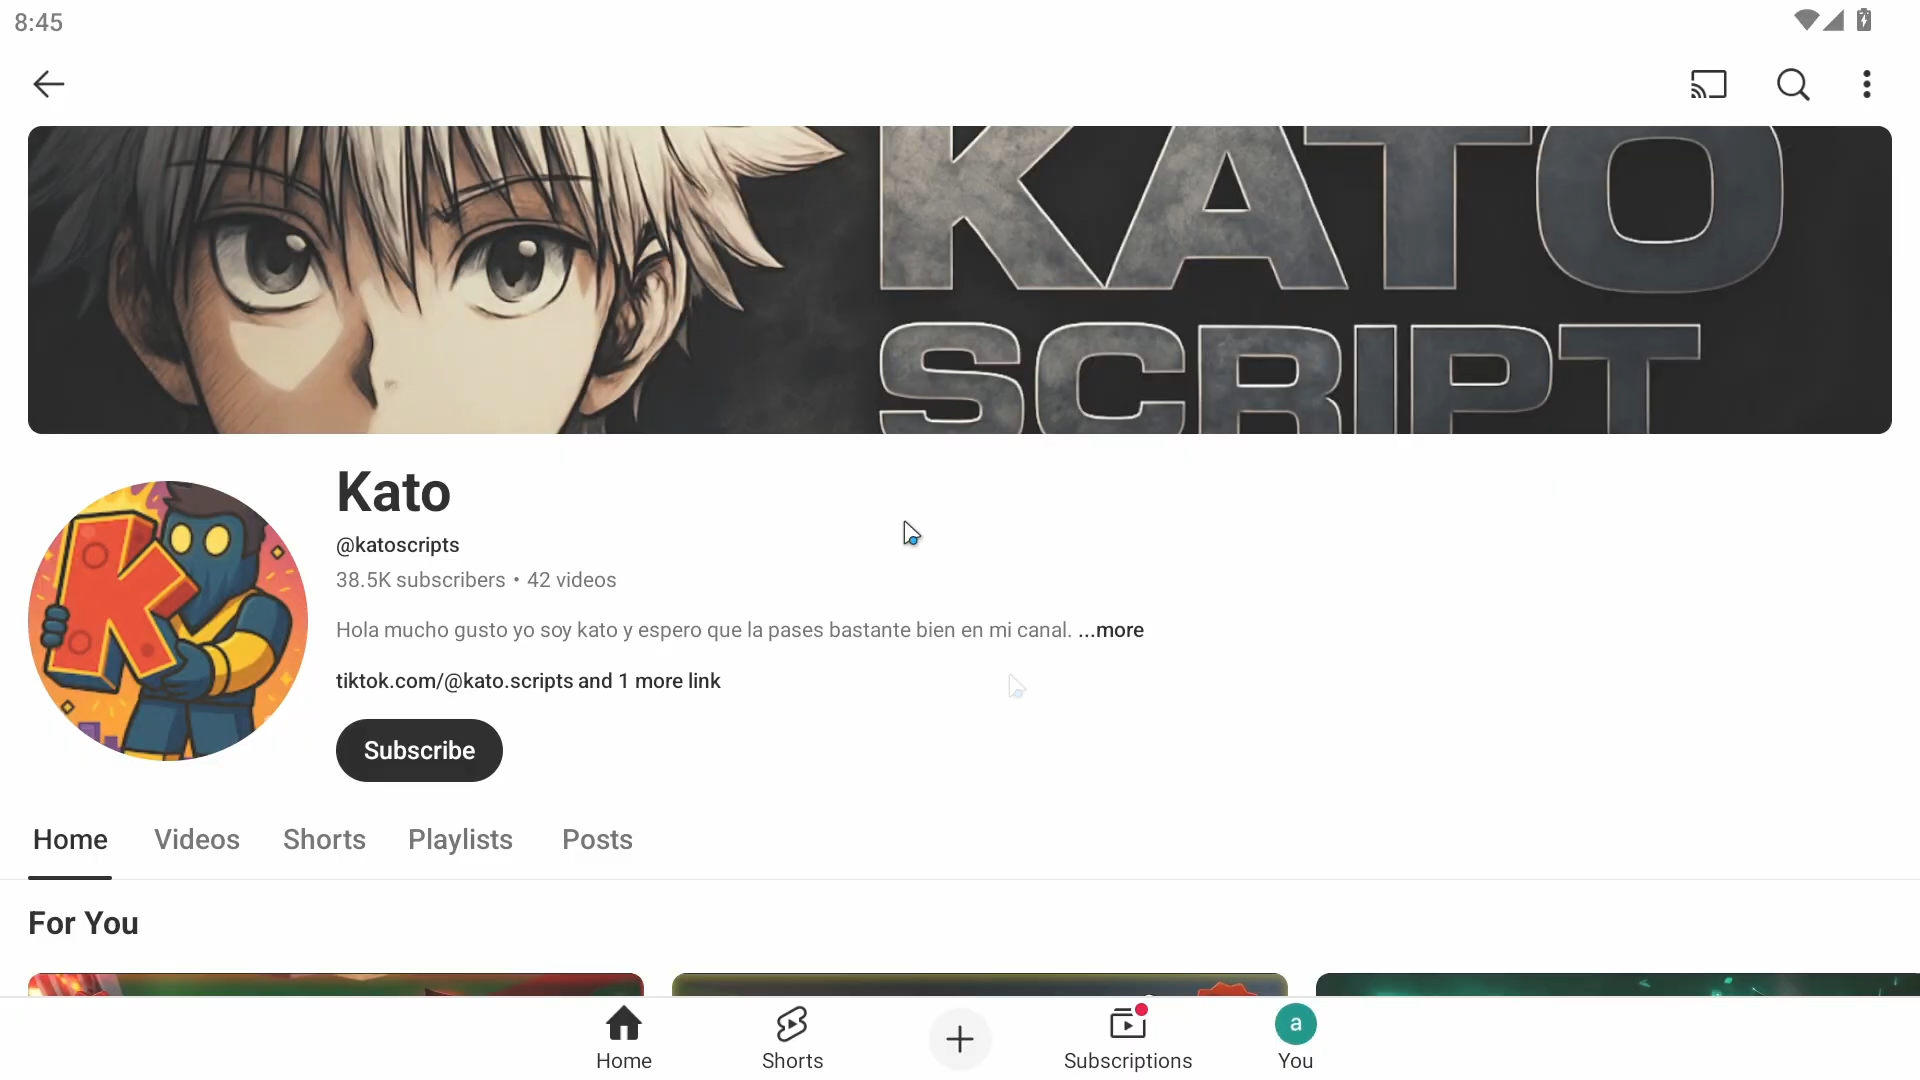 8:45
KATO
SCRIPT
Kato
@katoscripts
38.5K subscribers • 42 videos
Hola mucho gusto yo soy kato y espero que la pases bastante bien en mi canal. ...more
tiktok.com/@kato.scripts and 1 more link
Subscribe
Home Videos Shorts Playlists Posts
For You
Home Shorts Subscriptions a You